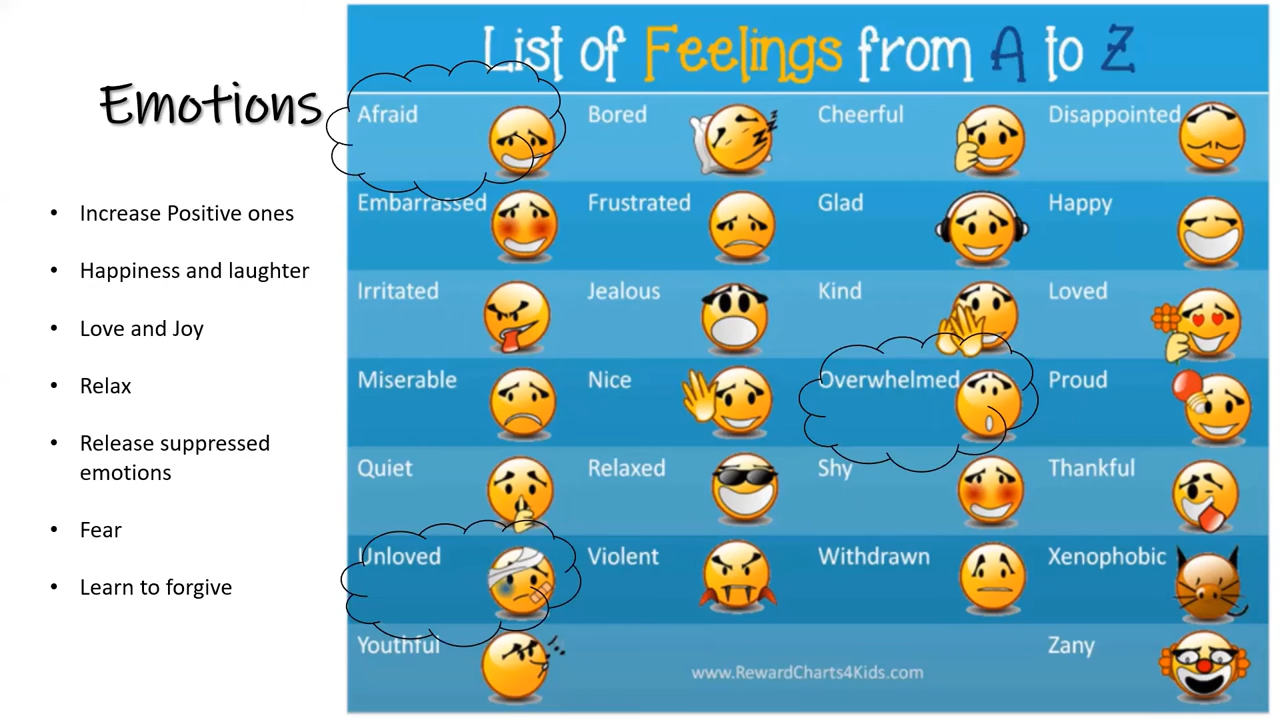 Emotions
• Increase Positive ones
• Happiness and laughter
• Love and Joy
• Relax
• Release suppressed
emotions
• Fear
• Learn to forgive
List of Feelings from A to Z
Afraid Bored Cheerful Disappointed
Embarrassed Frustrated Glad Happy
Irritated Jealous Kind Loved
Miserable Nice Overwhelmed Proud
Quiet Relaxed Shy Thankful
Unloved Violent Withdrawn Xenophobic
Youthful Zany
www.RewardCharts4Kids.com